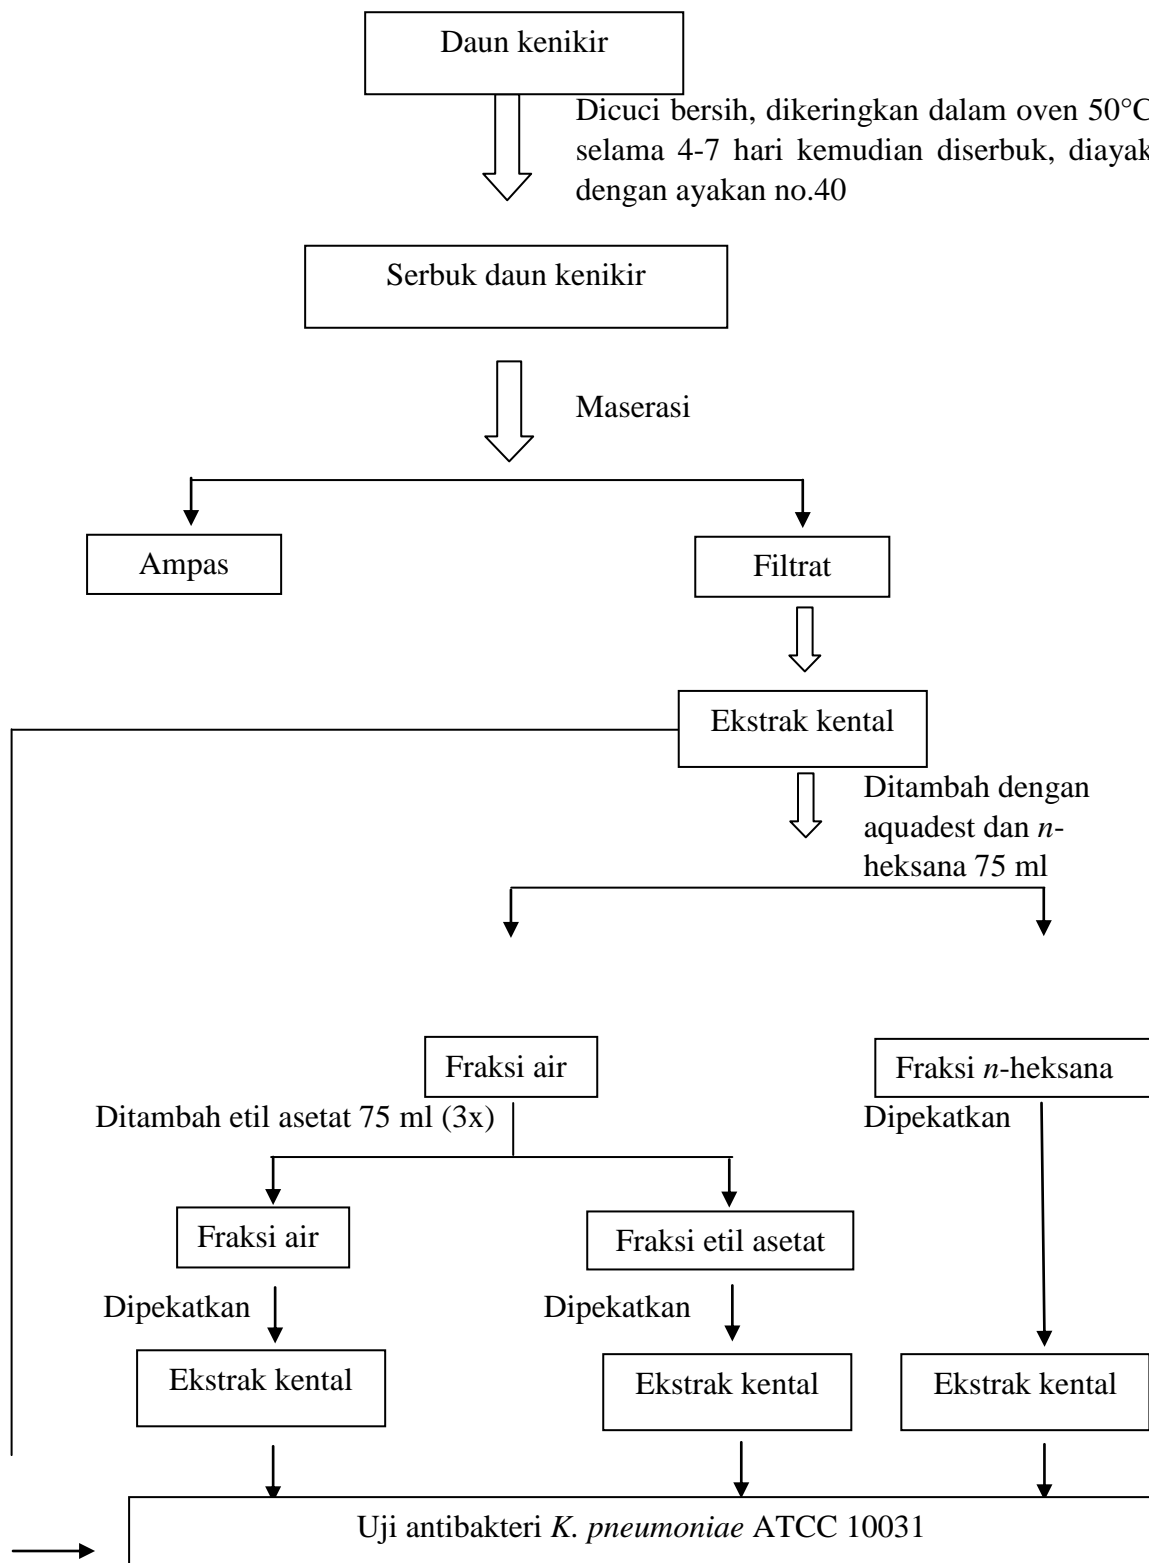 Daun kenikir
Dicuci bersih, dikeringkan dalam oven 50°C
selama 4-7 hari kemudian diserbuk, diayak
dengan ayakan no.40
Serbuk daun kenikir
Maserasi
Ampas
Filtrat
Ekstrak kental
Ditambah dengan
aquadest dan n-
heksana 75 ml
Fraksi air
Fraksi n-heksana
Ditambah etil asetat 75 ml (3x)
Dipekatkan
Fraksi air
Fraksi etil asetat
Dipekatkan
Dipekatkan
Ekstrak kental
Ekstrak kental
Ekstrak kental
Uji antibakteri K. pneumoniae ATCC 10031